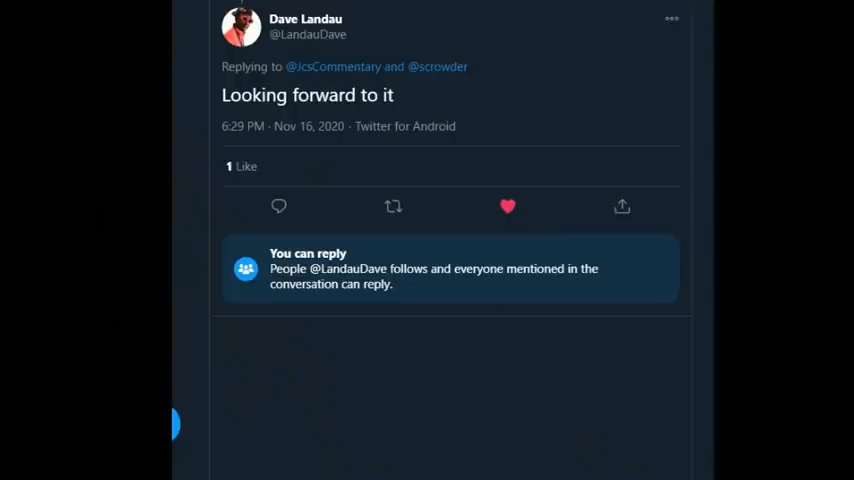 Dave Landau
@LandauDave
Replying to @JcsCommentary and @scrowder
Looking forward to it
6:29 PM · Nov 16, 2020 · Twitter for Android
1 Like
You can reply
People @LandauDave follows and everyone mentioned in the
conversation can reply.